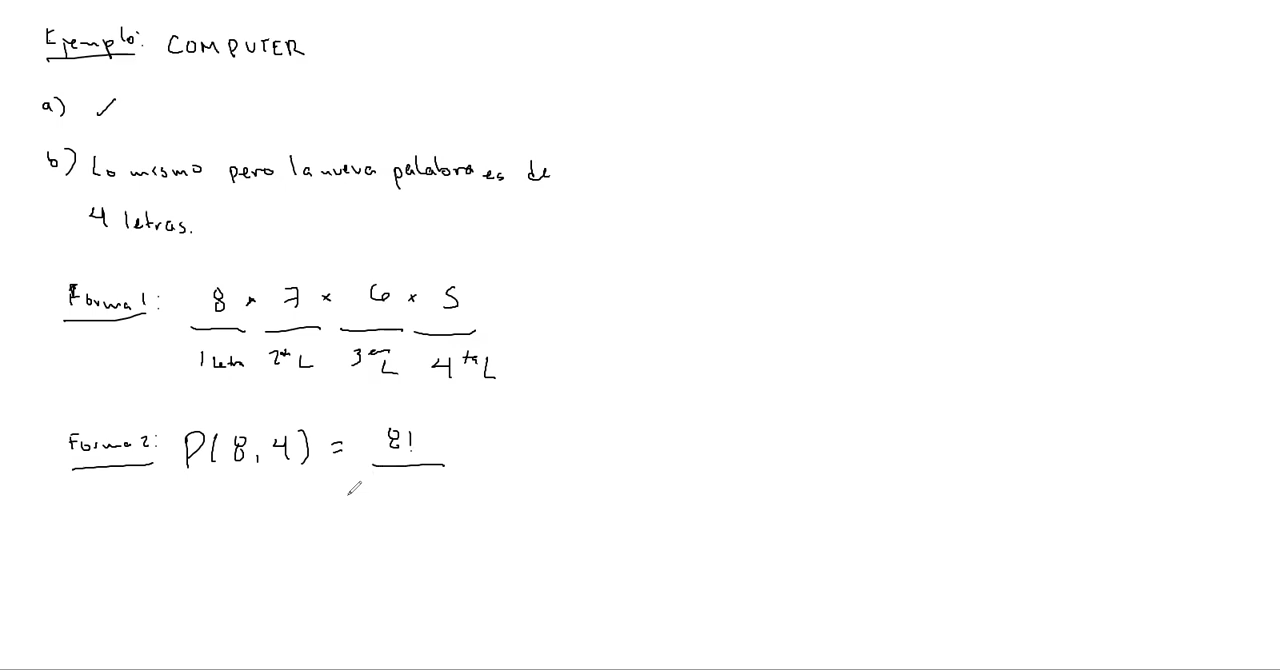 Ejemplo: COMPUTER
a) ✓
b) Lo mismo pero la nueva palabra es de
4 letras.
Forma 1: 8 × 7 × 6 × 5
1 letra 2da L 3era L 4ta L
Forma 2: P(8,4) = 8!